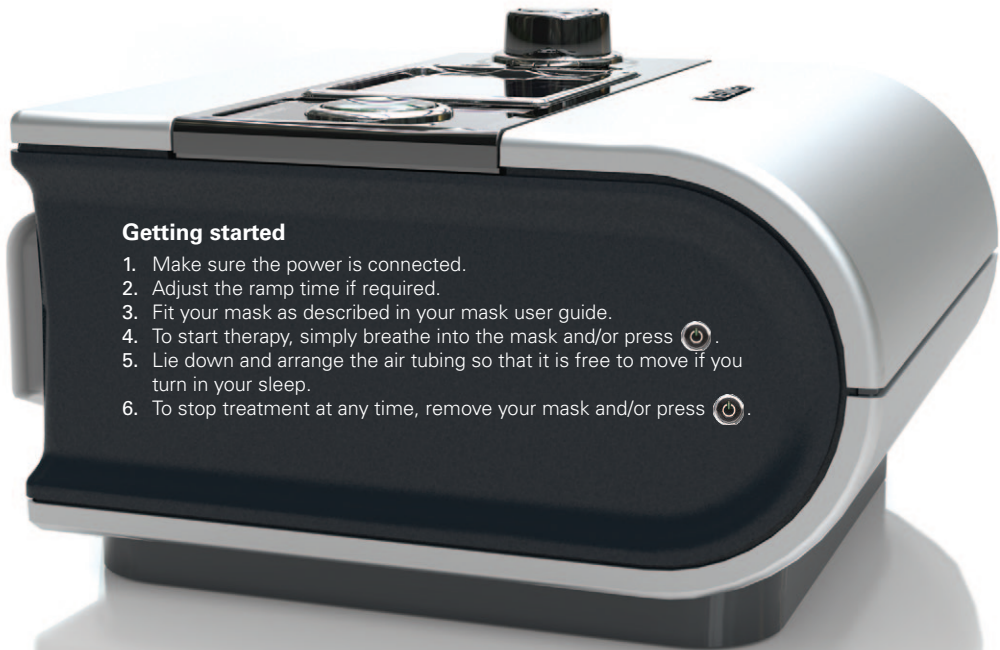 Getting started
1. Make sure the power is connected.
2. Adjust the ramp time if required.
3. Fit your mask as described in your mask user guide.
4. To start therapy, simply breathe into the mask and/or press .
5. Lie down and arrange the air tubing so that it is free to move if you
turn in your sleep.
6. To stop treatment at any time, remove your mask and/or press .